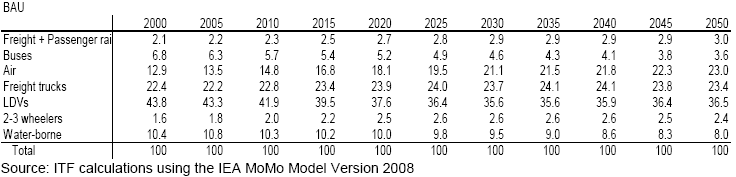 BAU
2000 2005 2010 2015 2020 2025 2030 2035 2040 2045 2050
Freight + Passenger rai 2.1 2.2 2.3 2.5 2.7 2.8 2.9 2.9 2.9 2.9 3.0
Buses 6.8 6.3 5.7 5.4 5.2 4.9 4.6 4.3 4.1 3.8 3.6
Air 12.9 13.5 14.8 16.8 18.1 19.5 21.1 21.5 21.8 22.3 23.0
Freight trucks 22.4 22.2 22.8 23.4 23.9 24.0 23.7 24.1 24.1 23.8 23.4
LDVs 43.8 43.3 41.9 39.5 37.6 36.4 35.6 35.6 35.9 36.4 36.5
2-3 wheelers 1.6 1.8 2.0 2.2 2.5 2.6 2.6 2.6 2.6 2.5 2.4
Water-borne 10.4 10.8 10.3 10.2 10.0 9.8 9.5 9.0 8.6 8.3 8.0
Total 100 100 100 100 100 100 100 100 100 100 100
Source: ITF calculations using the IEA MoMo Model Version 2008